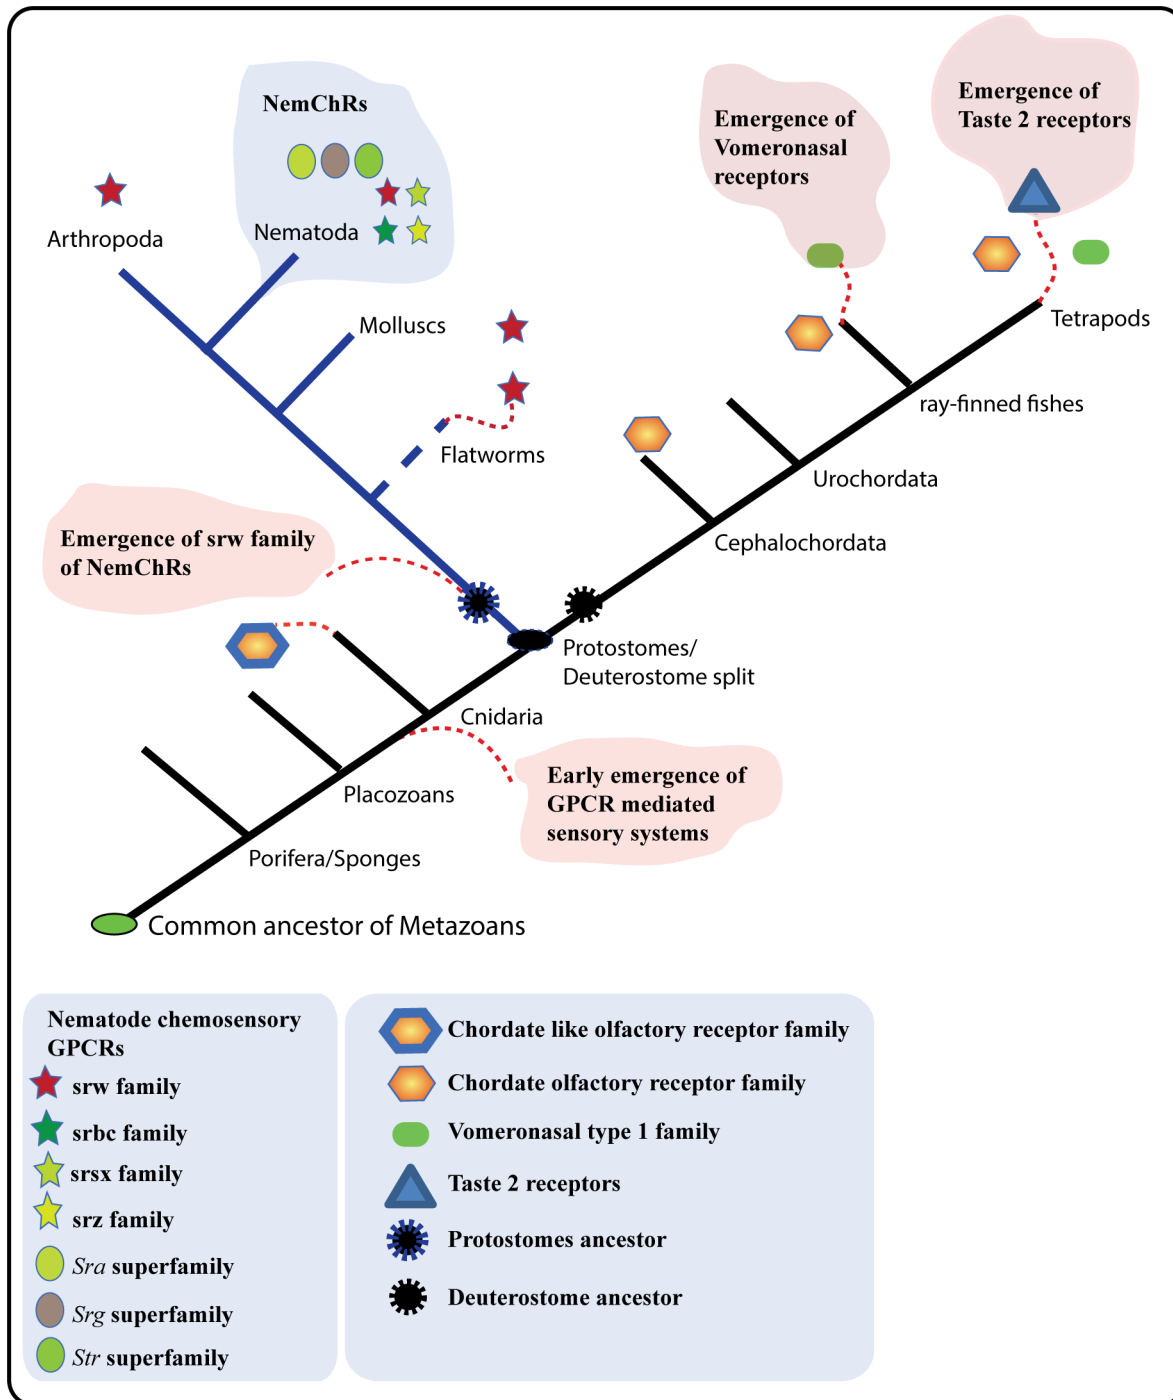 NemChRs
Emergence of
Vomeronasal
receptors
Emergence of
Taste 2 receptors
Arthropoda
Nematoda
Molluscs
Flatworms
Tetrapods
ray-finned fishes
Urochordata
Cephalochordata
Emergence of srw family
of NemChRs
Protostomes/
Deuterostome split
Cnidaria
Placozoans
Early emergence of
GPCR mediated
sensory systems
Porifera/Sponges
Common ancestor of Metazoans
Nematode chemosensory
GPCRs
srw family
srbc family
srsx family
srz family
Sra superfamily
Srg superfamily
Str superfamily
Chordate like olfactory receptor family
Chordate olfactory receptor family
Vomeronasal type 1 family
Taste 2 receptors
Protostomes ancestor
Deuterostome ancestor